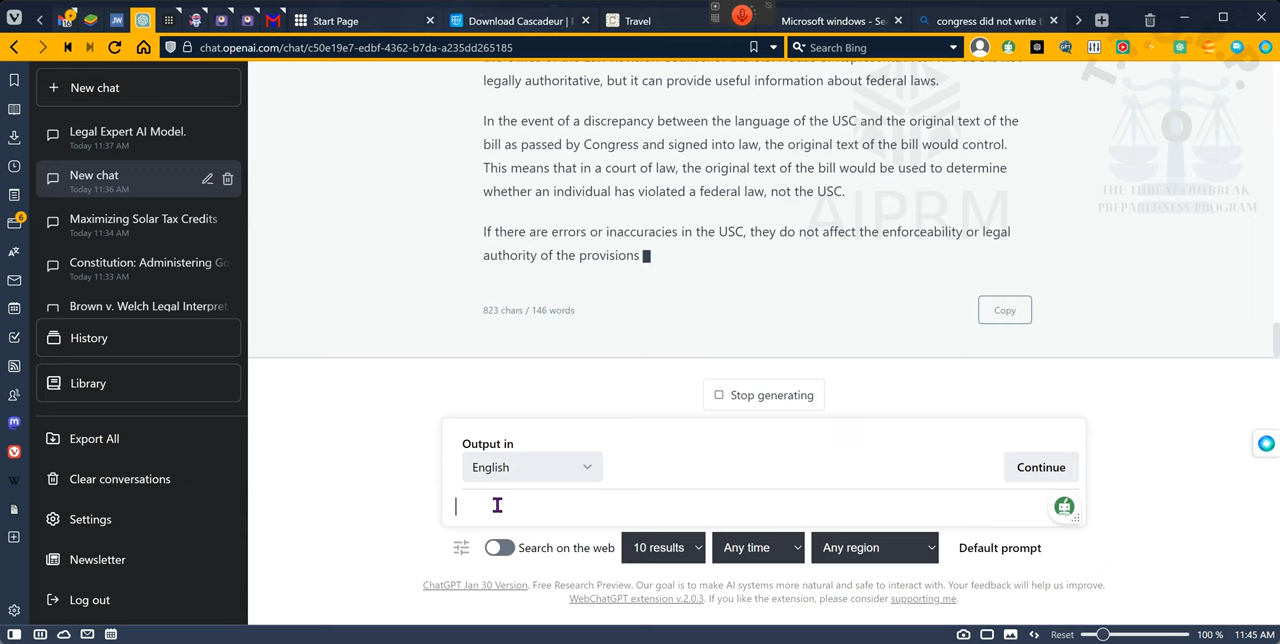 Start Page
Download Cascadeur |
Travel
Microsoft windows - Se
congress did not write t
chat.openai.com/chat/c50e19e7-edbf-4362-b7da-a235dd265185
Search Bing
New chat
Legal Expert AI Model.
Today 11:37 AM
New chat
Today 11:36 AM
Maximizing Solar Tax Credits
Today 11:34 AM
Constitution: Administering Go
Today 11:33 AM
Brown v. Welch Legal Interpret
History
Library
Export All
Clear conversations
Settings
Newsletter
Log out
legally authoritative, but it can provide useful information about federal laws.
In the event of a discrepancy between the language of the USC and the original text of the
bill as passed by Congress and signed into law, the original text of the bill would control.
This means that in a court of law, the original text of the bill would be used to determine
whether an individual has violated a federal law, not the USC.
If there are errors or inaccuracies in the USC, they do not affect the enforceability or legal
authority of the provisions
823 chars / 146 words
Copy
AIPRM
THE THREAT OUTBREAK
PREPAREDNESS PROGRAM
Stop generating
Output in
English
Continue
Search on the web
10 results
Any time
Any region
Default prompt
ChatGPT Jan 30 Version. Free Research Preview. Our goal is to make AI systems more natural and safe to interact with. Your feedback will help us improve.
WebChatGPT extension v.2.0.3. If you like the extension, please consider supporting me.
Reset
100 %
11:45 AM